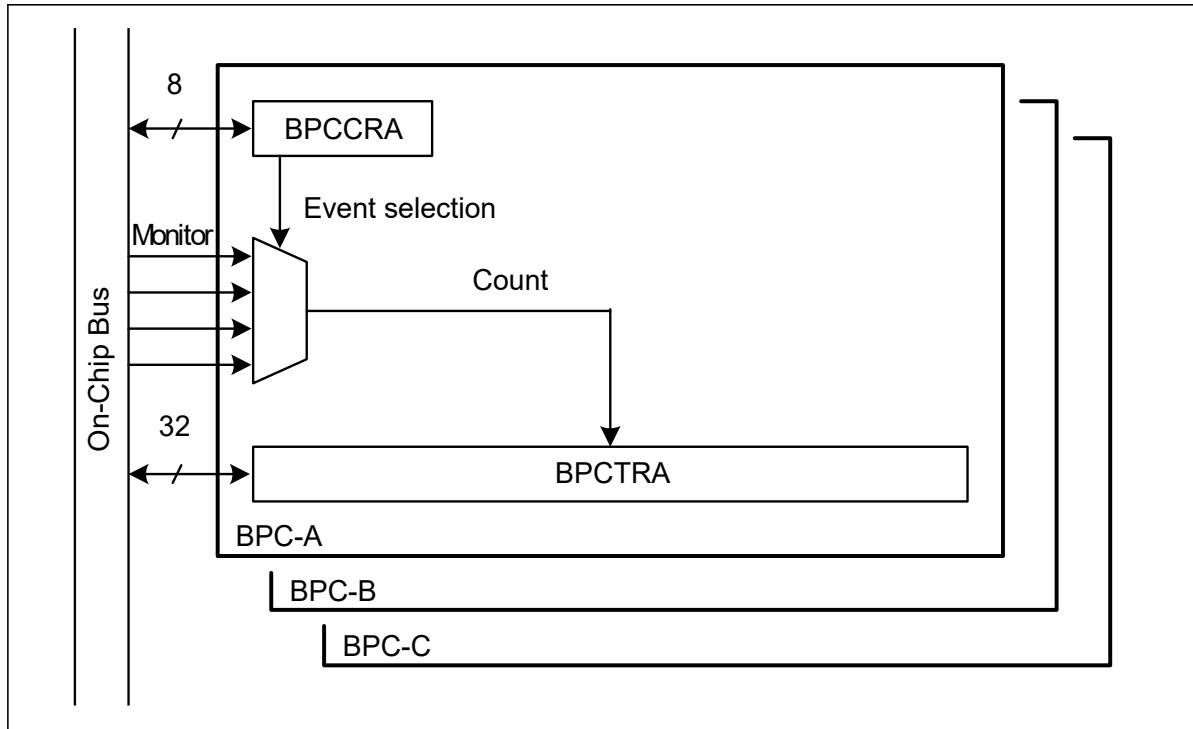 8
BPCCRA
Event selection
Monitor
Count
On-Chip Bus
32
BPCTRA
BPC-A
BPC-B
BPC-C